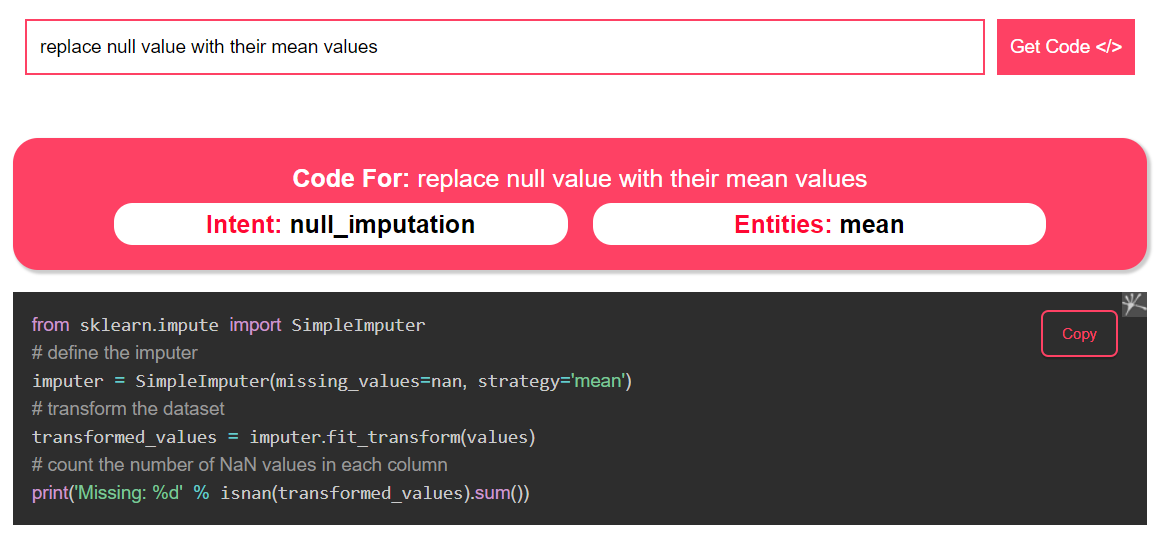 replace null value with their mean values
Get Code </>
Code For: replace null value with their mean values
Intent: null_imputation
Entities: mean
Copy
from sklearn.impute import SimpleImputer
# define the imputer
imputer = SimpleImputer(missing_values=nan, strategy='mean')
# transform the dataset
transformed_values = imputer.fit_transform(values)
# count the number of NaN values in each column
print('Missing: %d' % isnan(transformed_values).sum())